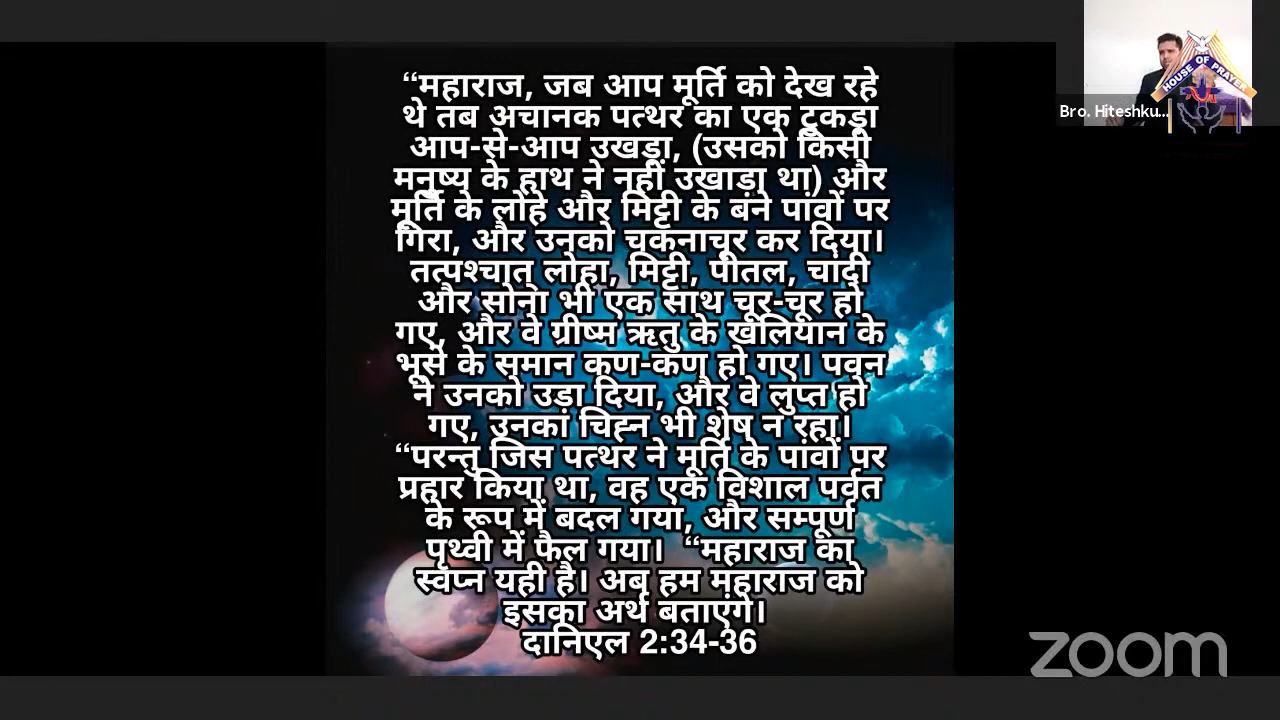 “महाराज, जब आप मूर्ति को देख रहे
थे तब अचानक पत्थर का एक टुकड़ा
आप-से-आप उखड़ा, (उसको किसी
मनुष्य के हाथ ने नहीं उखाड़ा था) और
मूर्ति के लोहे और मिट्टी के बने पांवों पर
गिरा, और उनको चकनाचूर कर दिया।
तत्पश्चात् लोहा, मिट्टी, पीतल, चांदी
और सोना भी एक साथ चूर-चूर हो
गए, और वे ग्रीष्म ऋतु के खलियान के
भूसे के समान कण-कण हो गए। पवन
ने उनको उड़ा दिया, और वे लुप्त हो
गए, उनका चिह्न भी शेष न रहा।
“परन्तु जिस पत्थर ने मूर्ति के पांवों पर
प्रहार किया था, वह एक विशाल पर्वत
के रूप में बदल गया, और सम्पूर्ण
पृथ्वी में फैल गया। “महाराज का
स्वप्न यही है। अब हम महाराज को
इसका अर्थ बताएंगे।
दानिएल 2:34-36
HOUSE OF PRAYER
Bro. Hiteshku...
zoom